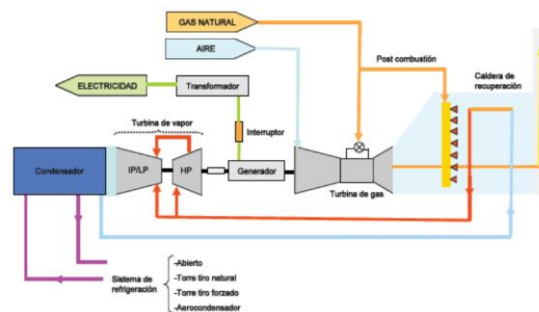 GAS NATURAL
AIRE
Post combustión
Caldera de
recuperación
ELECTRICIDAD
Transformador
Turbina de vapor
Interruptor
Condensador
IP/LP
HP
Generador
Turbina de gas
Sistema de
refrigeración
-Abierto
-Torre tiro natural
-Torre tiro forzado
-Aerocondensador